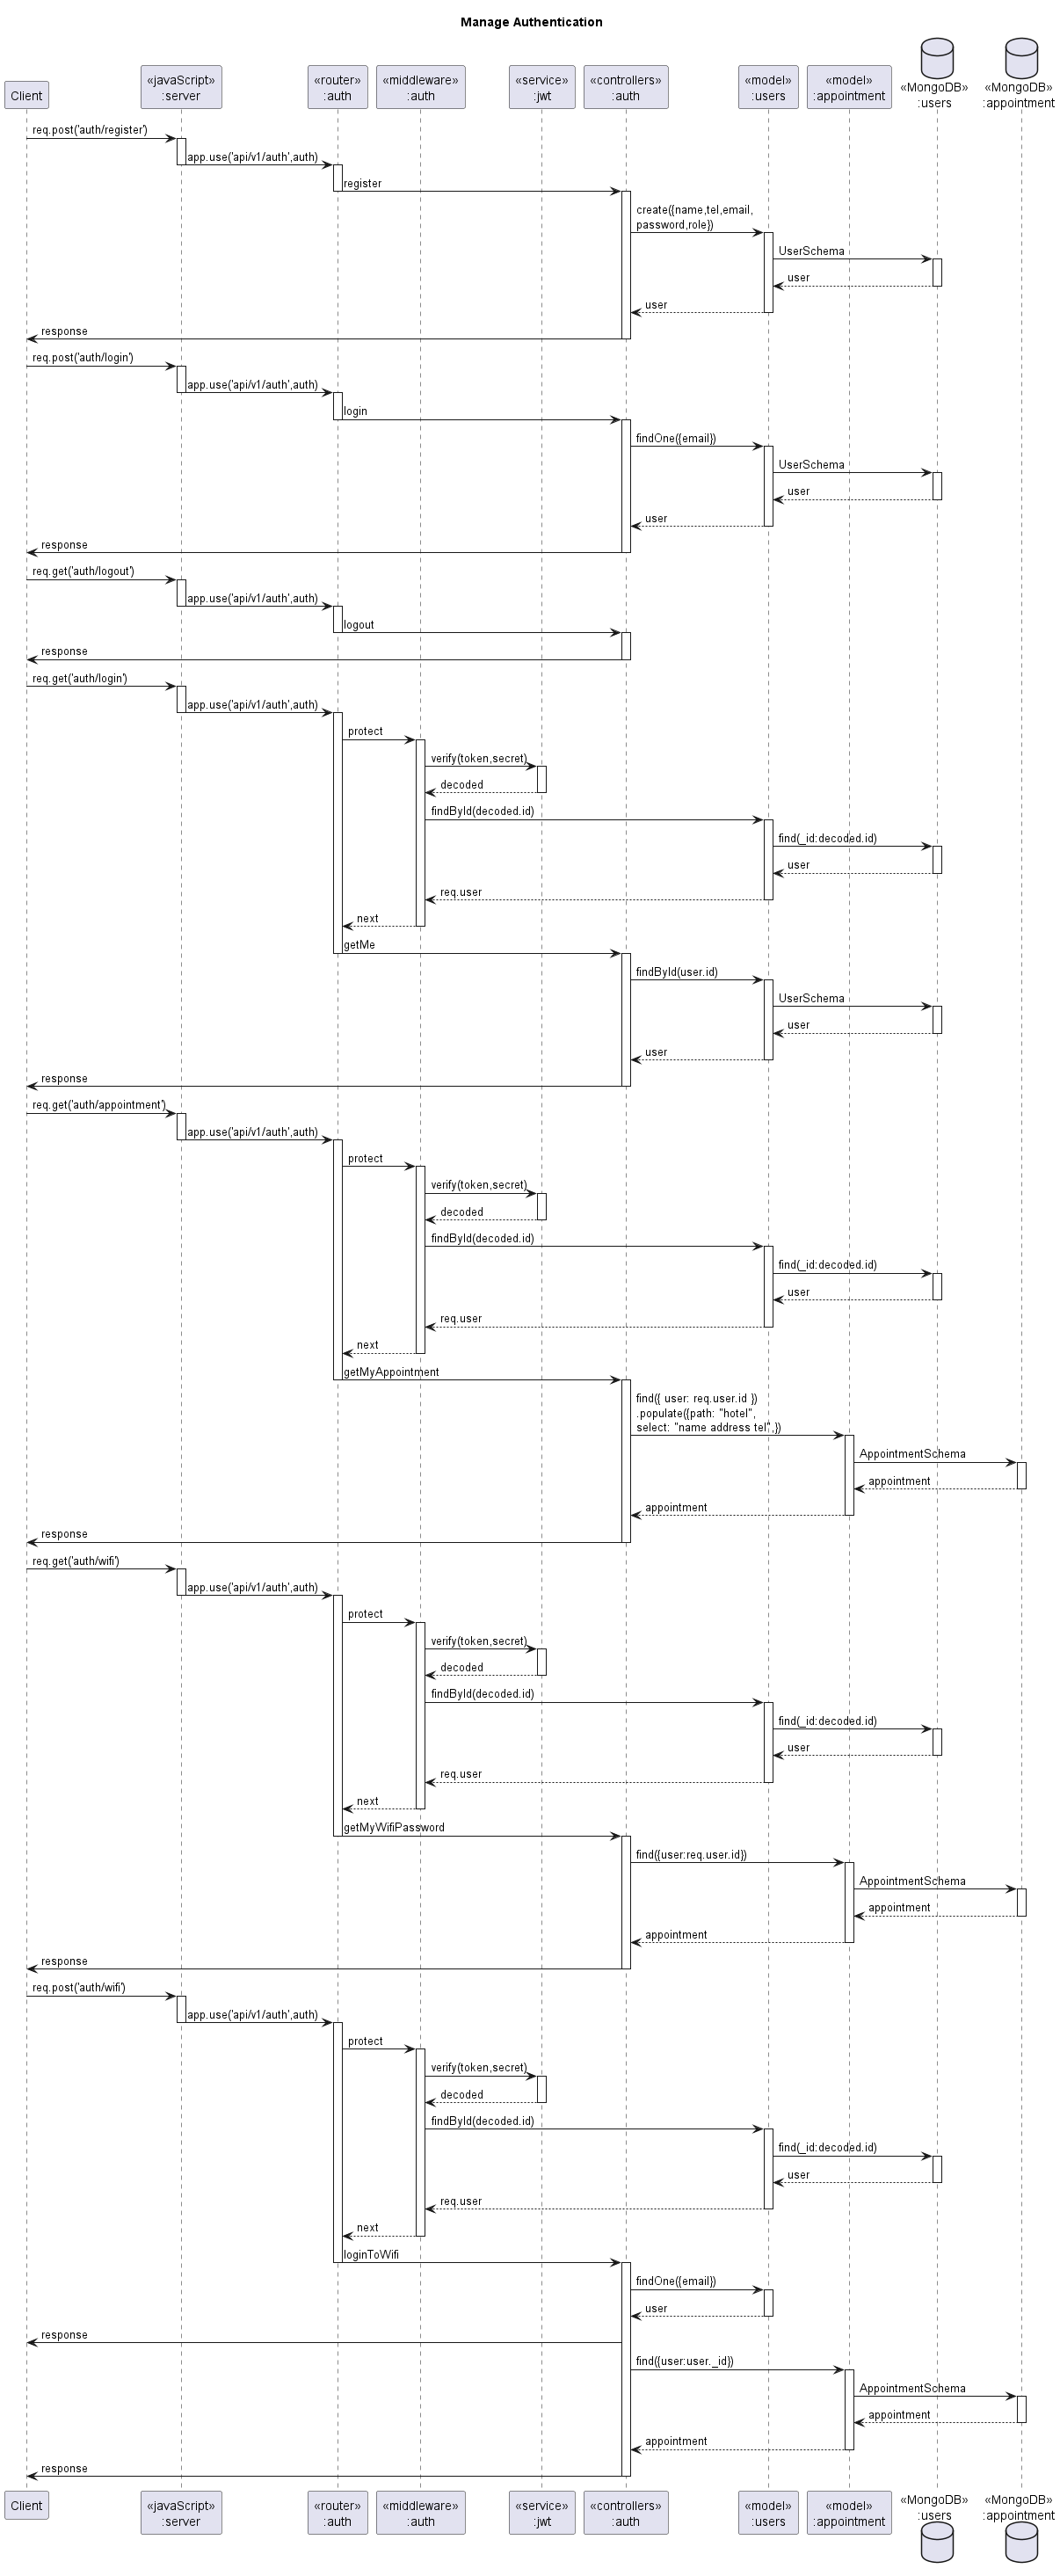 Manage Authentication
Client
«javaScript»
:server
«router»
:auth
«middleware»
:auth
«service»
:jwt
«controllers»
:auth
«model»
:users
«model»
:appointment
«MongoDB»
:users
«MongoDB»
:appointment
req.post('auth/register')
app.use('api/v1/auth',auth)
register
create({name,tel,email,
password,role})
UserSchema
user
user
response
req.post('auth/login')
app.use('api/v1/auth',auth)
login
findOne({email})
UserSchema
user
user
response
req.get('auth/logout')
app.use('api/v1/auth',auth)
logout
response
req.get('auth/login')
app.use('api/v1/auth',auth)
protect
verify(token,secret)
decoded
findById(decoded.id)
find(_id:decoded.id)
user
req.user
next
getMe
findById(user.id)
UserSchema
user
user
response
req.get('auth/appointment')
app.use('api/v1/auth',auth)
protect
verify(token,secret)
decoded
findById(decoded.id)
find(_id:decoded.id)
user
req.user
next
getMyAppointment
find({ user: req.user.id })
.populate({path: "hotel",
select: "name address tel",})
AppointmentSchema
appointment
appointment
response
req.get('auth/wifi')
app.use('api/v1/auth',auth)
protect
verify(token,secret)
decoded
findById(decoded.id)
find(_id:decoded.id)
user
req.user
next
getMyWifiPassword
find({user:req.user.id})
AppointmentSchema
appointment
appointment
response
req.post('auth/wifi')
app.use('api/v1/auth',auth)
protect
verify(token,secret)
decoded
findById(decoded.id)
find(_id:decoded.id)
user
req.user
next
loginToWifi
findOne({email})
user
response
find({user:user._id})
AppointmentSchema
appointment
appointment
response
Client
«javaScript»
:server
«router»
:auth
«middleware»
:auth
«service»
:jwt
«controllers»
:auth
«model»
:users
«model»
:appointment
«MongoDB»
:users
«MongoDB»
:appointment